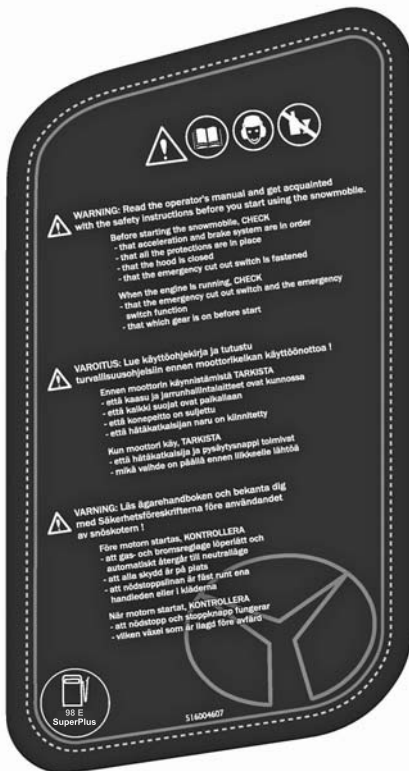 WARNING: Read the operator's manual and get acquainted
with the safety instructions before you start using the snowmobile.
Before starting the snowmobile, CHECK
- that acceleration and brake system are in order
- that all the protections are in place
- that the hood is closed
- that the emergency cut out switch is fastened
When the engine is running, CHECK
- that the emergency cut out switch and the emergency
switch function
- that which gear is on before start
VAROITUS: Lue käyttöohjekirja ja tutustu
turvallisuusohjeisiin ennen moottorikelkan käyttöönottoa !
Ennen moottorin käynnistämistä TARKISTA
- että kaasu ja jarrunhallintalaitteet ovat kunnossa
- että kaikki suojat ovat paikallaan
- että konepeitto on suljettu
- että hätäkatkaisijan naru on kiinnitetty
Kun moottori käy, TARKISTA
- että hätäkatkaisija ja pysäytysnappi toimivat
- mikä vaihde on päällä ennen liikkeelle lähtöä
VARNING: Läs ägarehandboken och bekanta dig
med Säkerhetsföreskrifterna före användandet
av snöskotern !
Före motorn startas, KONTROLLERA
- att gas- och bromsreglage löperlätt och
automatiskt återgår till neutralläge
- att alla skydd är på plats
- att nödstoppslinan är fäst runt ena
handleden eller i kläderna
När motorn startat, KONTROLLERA
- att nödstopp och stoppknapp fungerar
- vilken växel som är ilagd före avfärd
98 E
SuperPlus
516004607